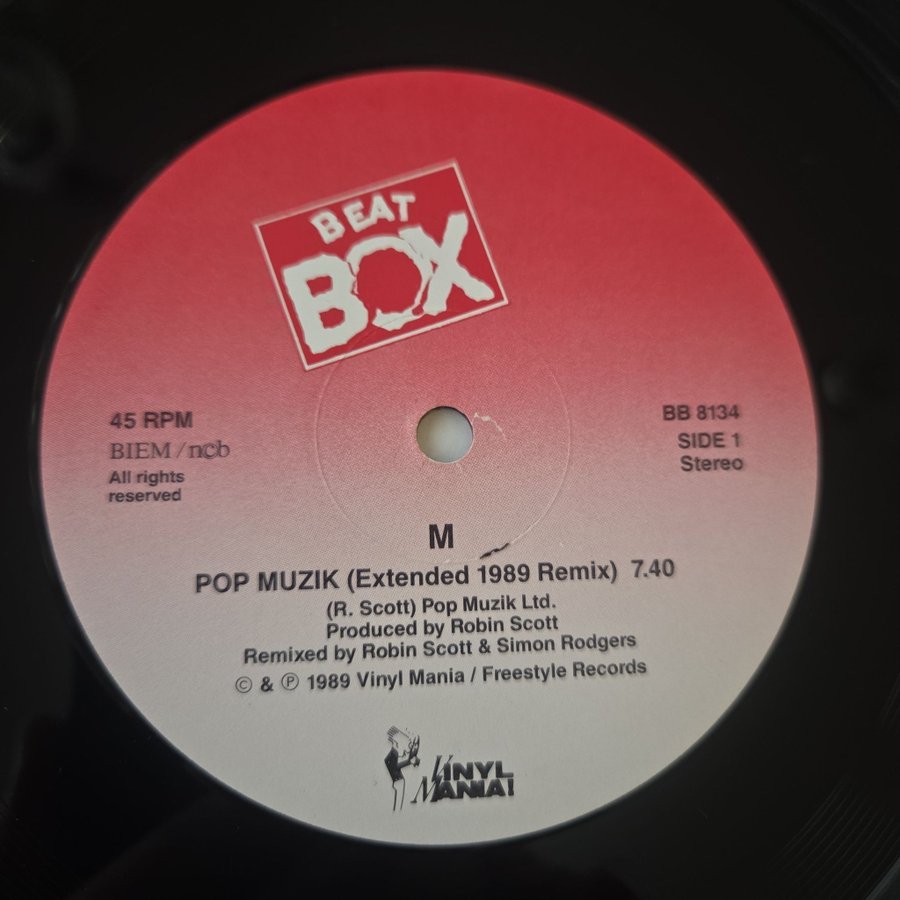 BEAT
BOX
45 RPM
BIEM/ncb
All rights
reserved
BB 8134
SIDE 1
Stereo
M
POP MUZIK (Extended 1989 Remix) 7.40
(R. Scott) Pop Muzik Ltd.
Produced by Robin Scott
Remixed by Robin Scott & Simon Rodgers
© & ℗ 1989 Vinyl Mania / Freestyle Records
VINYL
MANIA!